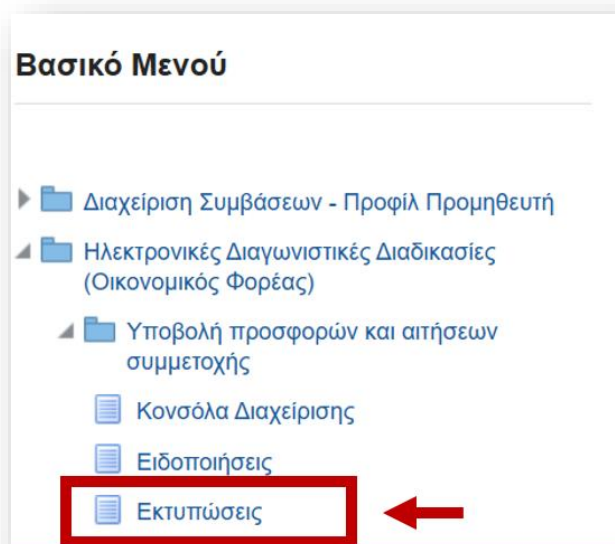 Βασικό Μενού
Διαχείριση Συμβάσεων - Προφίλ Προμηθευτή
Ηλεκτρονικές Διαγωνιστικές Διαδικασίες
(Οικονομικός Φορέας)
Υποβολή προσφορών και αιτήσεων
συμμετοχής
Κονσόλα Διαχείρισης
Ειδοποιήσεις
Εκτυπώσεις